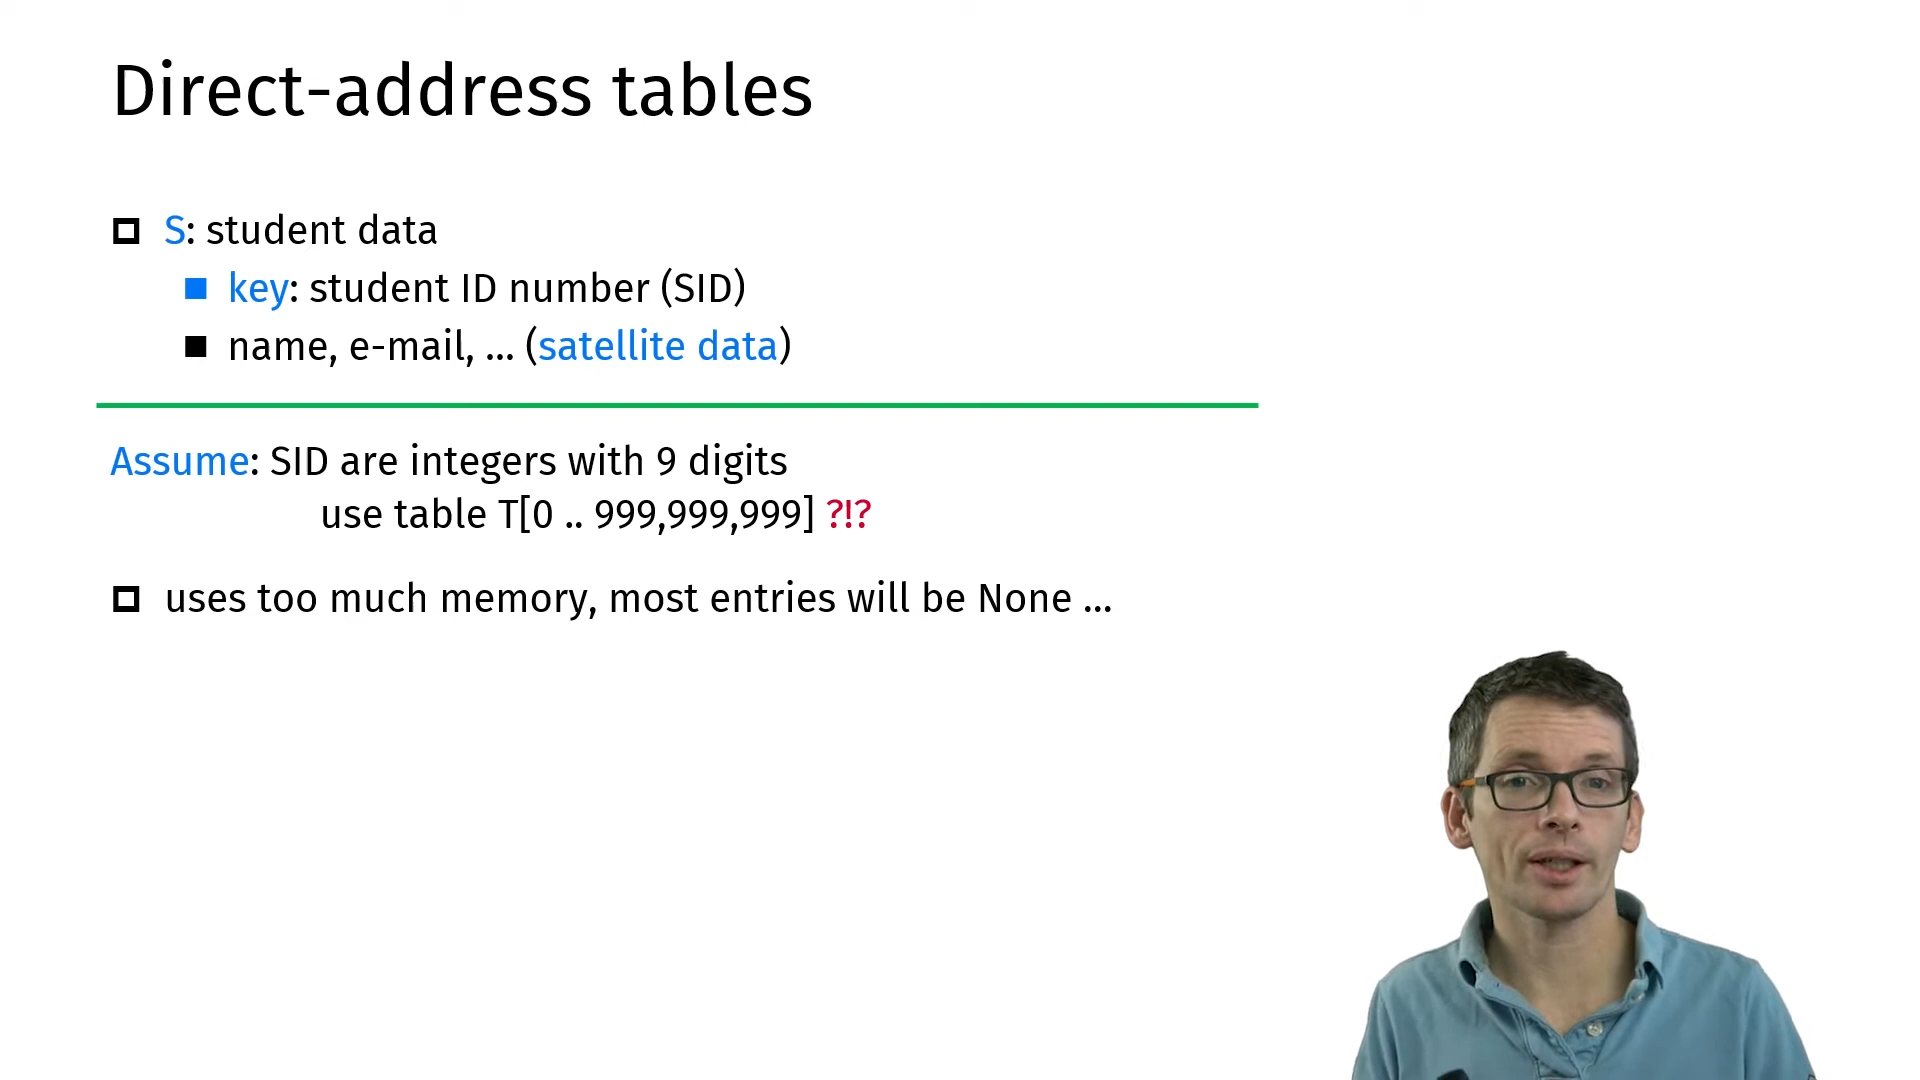 Direct-address tables
S: student data
key: student ID number (SID)
name, e-mail, ... (satellite data)
Assume: SID are integers with 9 digits
use table T[0 .. 999,999,999] ?!?
uses too much memory, most entries will be None ...